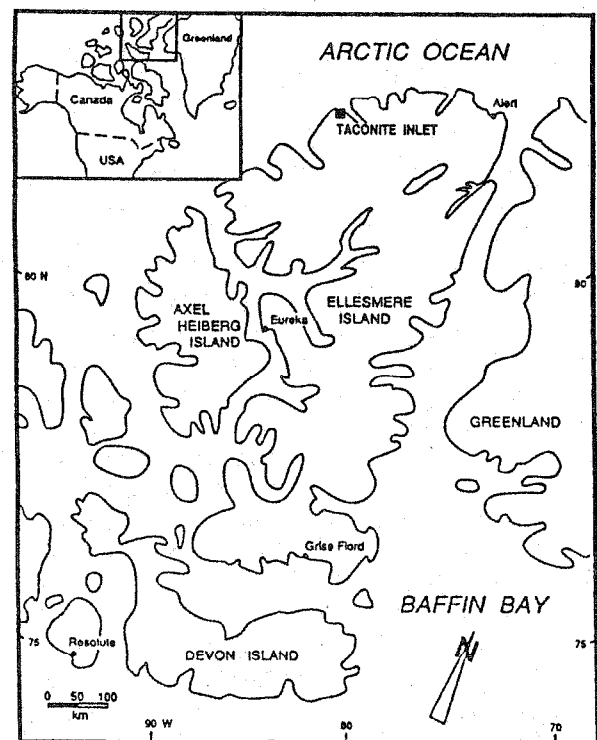 Greenland
Canada
USA
ARCTIC OCEAN
Alert
TACONITE INLET
80 N
80
AXEL
HEIBERG
ISLAND
Eureka
ELLESMERE
ISLAND
GREENLAND
Grise Fiord
BAFFIN BAY
75
Resolute
DEVON ISLAND
N
75
0 50 100
km
90 W
80
70